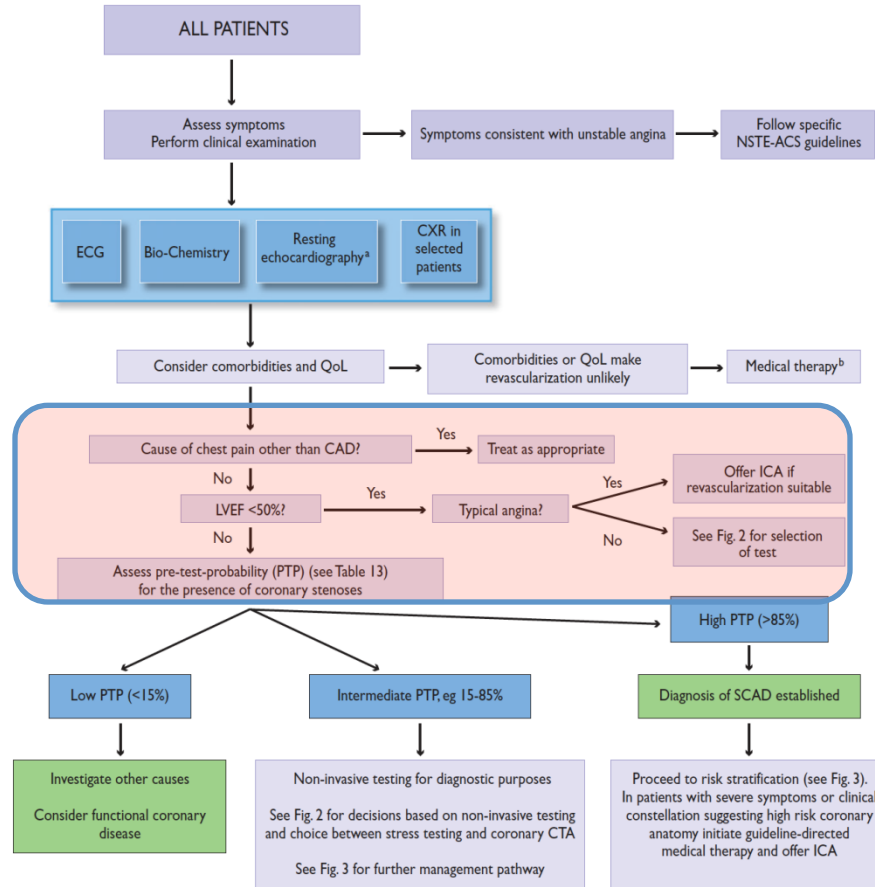 ALL PATIENTS
Assess symptoms
Perform clinical examination
Symptoms consistent with unstable angina
Follow specific
NSTE-ACS guidelines
ECG
Bio-Chemistry
Resting
echocardiographyᵃ
CXR in
selected
patients
Consider comorbidities and QoL
Comorbidities or QoL make
revascularization unlikely
Medical therapyᵇ
Cause of chest pain other than CAD?
Yes
Treat as appropriate
No
LVEF <50%?
Yes
Typical angina?
Yes
Offer ICA if
revascularization suitable
No
See Fig. 2 for selection
of test
No
Assess pre-test-probability (PTP) (see Table 13)
for the presence of coronary stenoses
High PTP (>85%)
Low PTP (<15%)
Intermediate PTP, eg 15-85%
Diagnosis of SCAD established
Investigate other causes
Consider functional coronary
disease
Non-invasive testing for diagnostic purposes
See Fig. 2 for decisions based on non-invasive testing
and choice between stress testing and coronary CTA
See Fig. 3 for further management pathway
Proceed to risk stratification (see Fig. 3).
In patients with severe symptoms or clinical
constellation suggesting high risk coronary
anatomy initiate guideline-directed
medical therapy and offer ICA